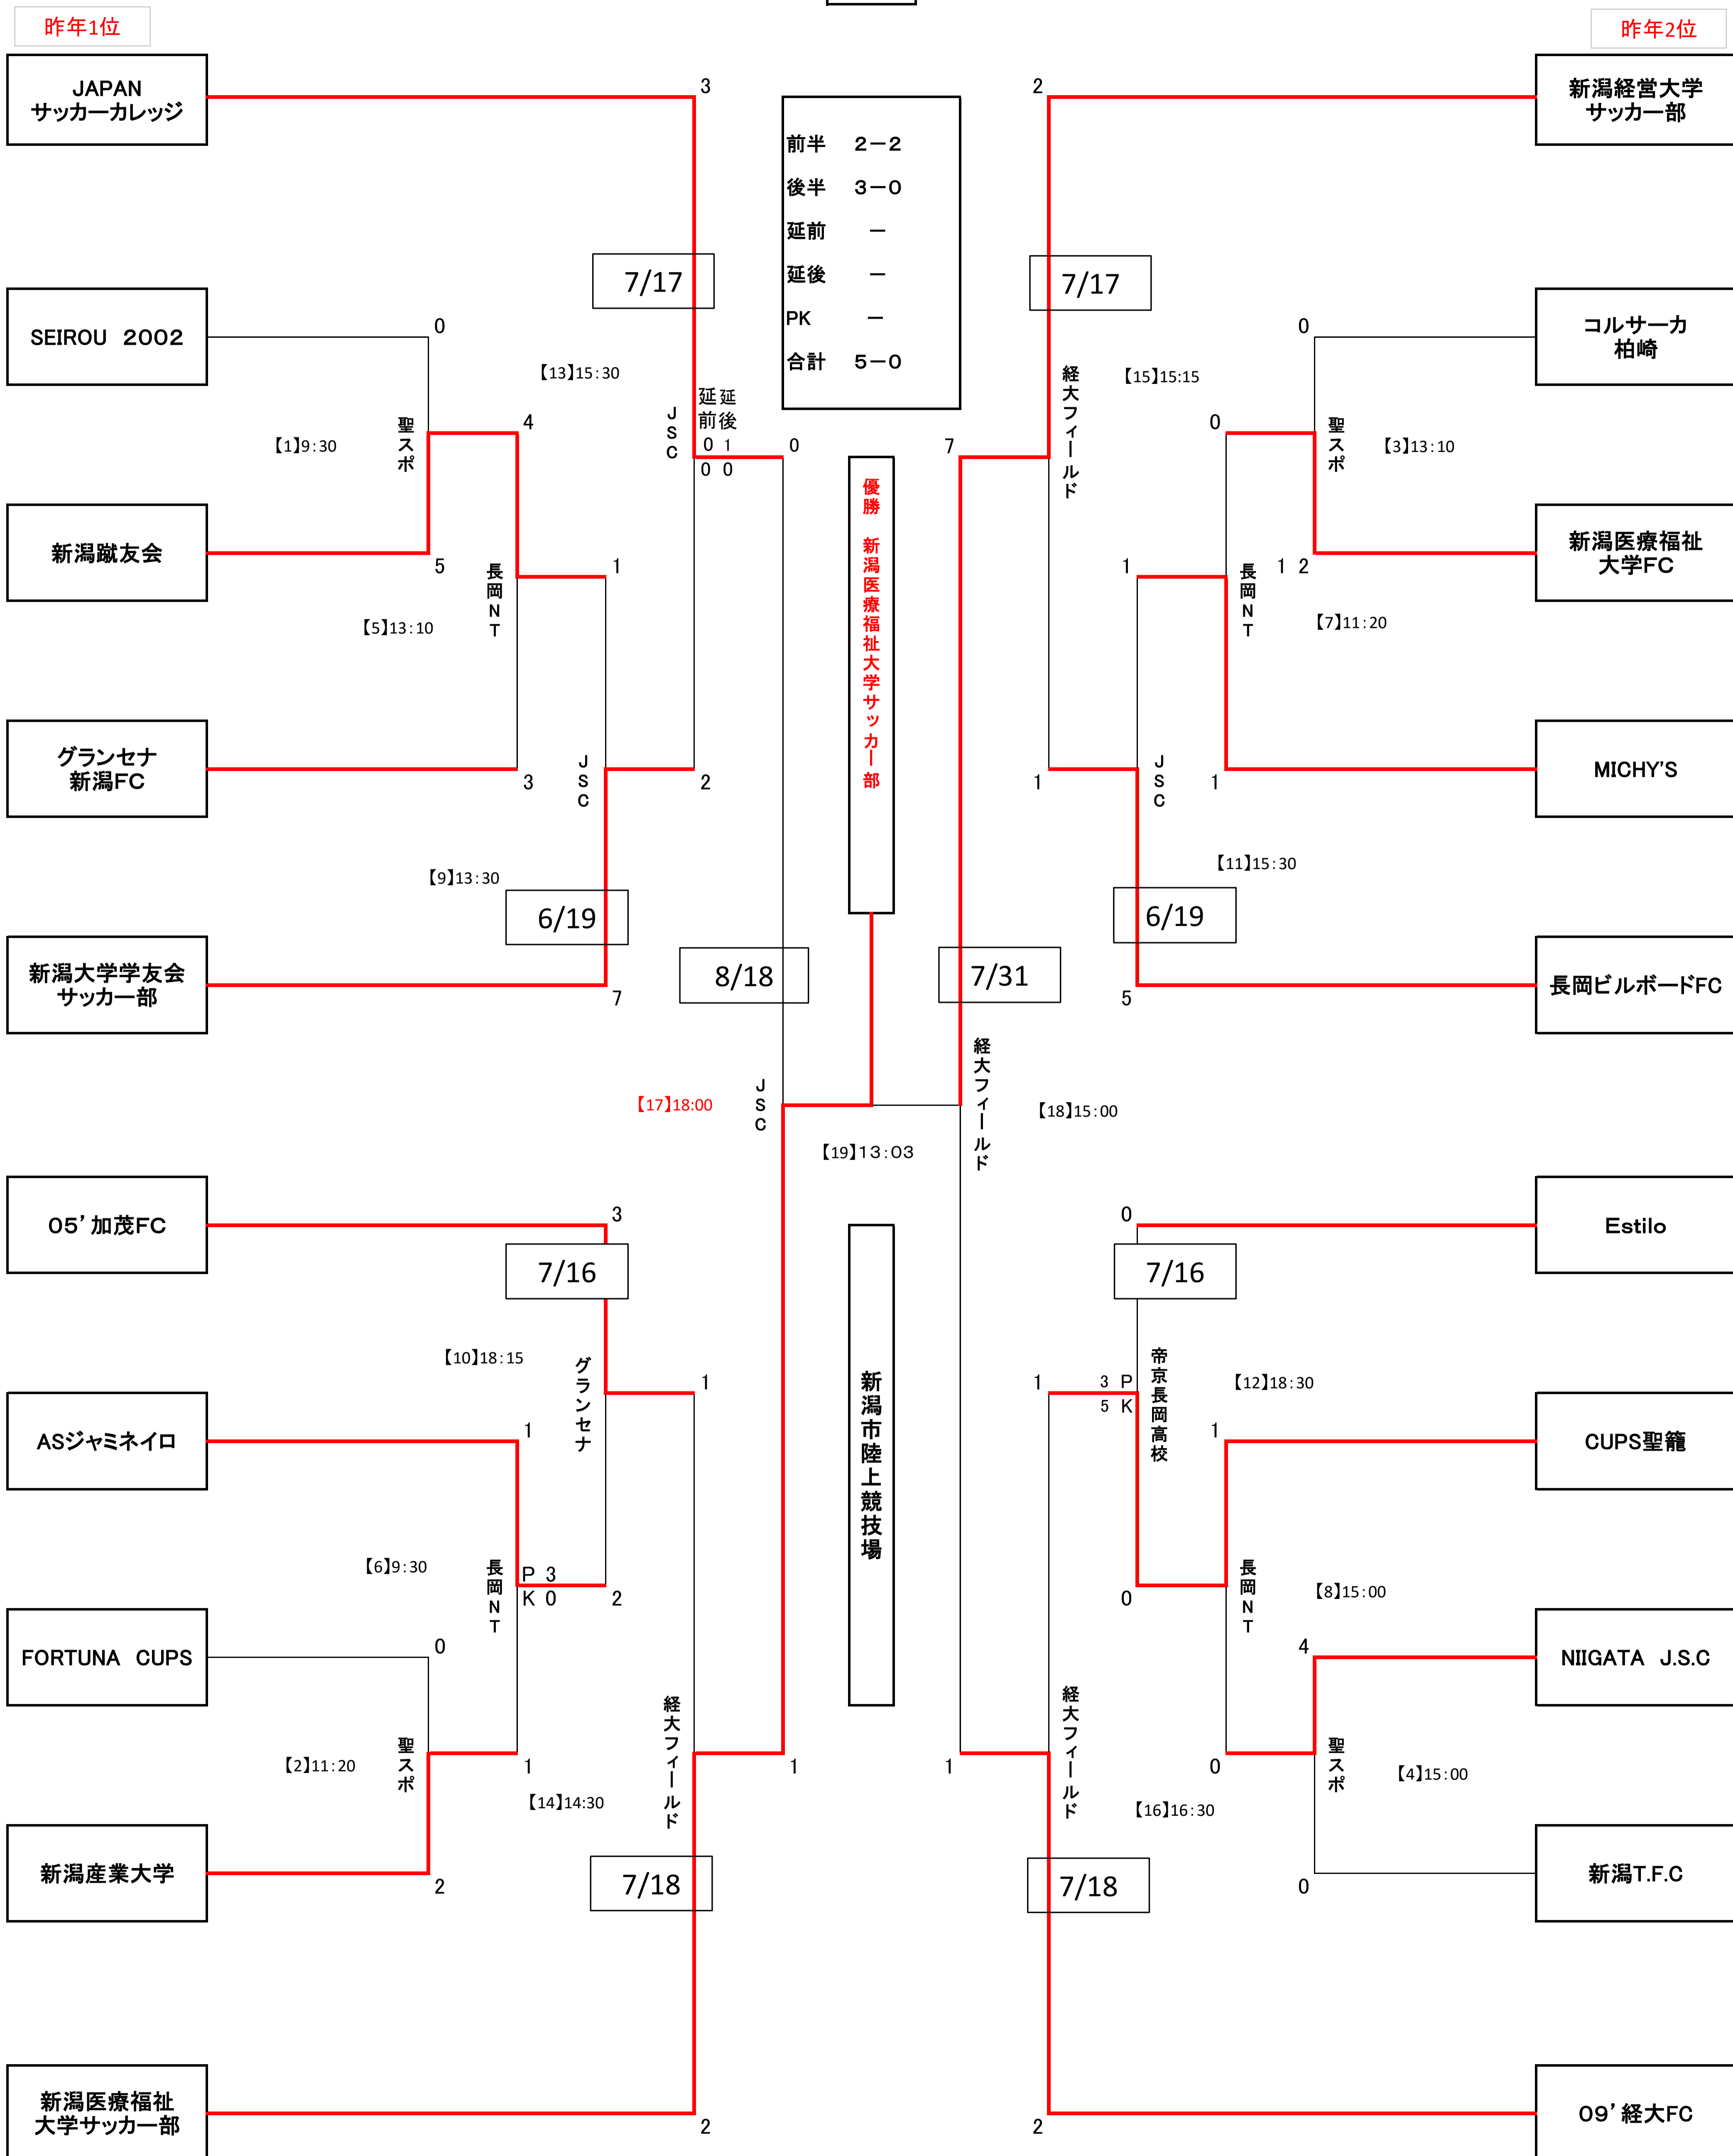 昨年1位
昨年2位
JAPAN
サッカーカレッジ
3
2
新潟経営大学
サッカー部
前半 2－2
後半 3－0
延前 －
延後 －
PK －
合計 5－0
7/17
7/17
SEIROU 2002
0
0
コルサーカ
柏崎
【13】15:30
【15】15:15
経大フィールド
延前
延後
0 1
0 0
JSC
4
0
聖スポ
聖スポ
【1】9:30
【3】13:10
0
7
優勝 新潟医療福祉大学サッカー部
新潟蹴友会
5
長岡NT
1
1
長岡NT
1 2
新潟医療福祉
大学FC
【5】13:10
【7】11:20
グランセナ
新潟FC
3
JSC
2
1
JSC
1
MICHY'S
【9】13:30
【11】15:30
6/19
6/19
新潟大学学友会
サッカー部
7
8/18
7/31
5
長岡ビルボードFC
経大フィールド
【17】18:00
JSC
【18】15:00
【19】13:03
05’加茂FC
3
0
Estilo
7/16
7/16
【10】18:15
グランセナ
1
新潟市陸上競技場
1
3 P
5 K
帝京長岡高校
【12】18:30
ASジャミネイロ
1
1
CUPS聖籠
【6】9:30
長岡NT
P 3
K 0
2
0
長岡NT
【8】15:00
FORTUNA CUPS
0
4
NIIGATA J.S.C
経大フィールド
経大フィールド
【2】11:20
聖スポ
1
1
1
0
聖スポ
【4】15:00
【14】14:30
【16】16:30
新潟産業大学
2
7/18
7/18
0
新潟T.F.C
新潟医療福祉
大学サッカー部
2
2
09’経大FC